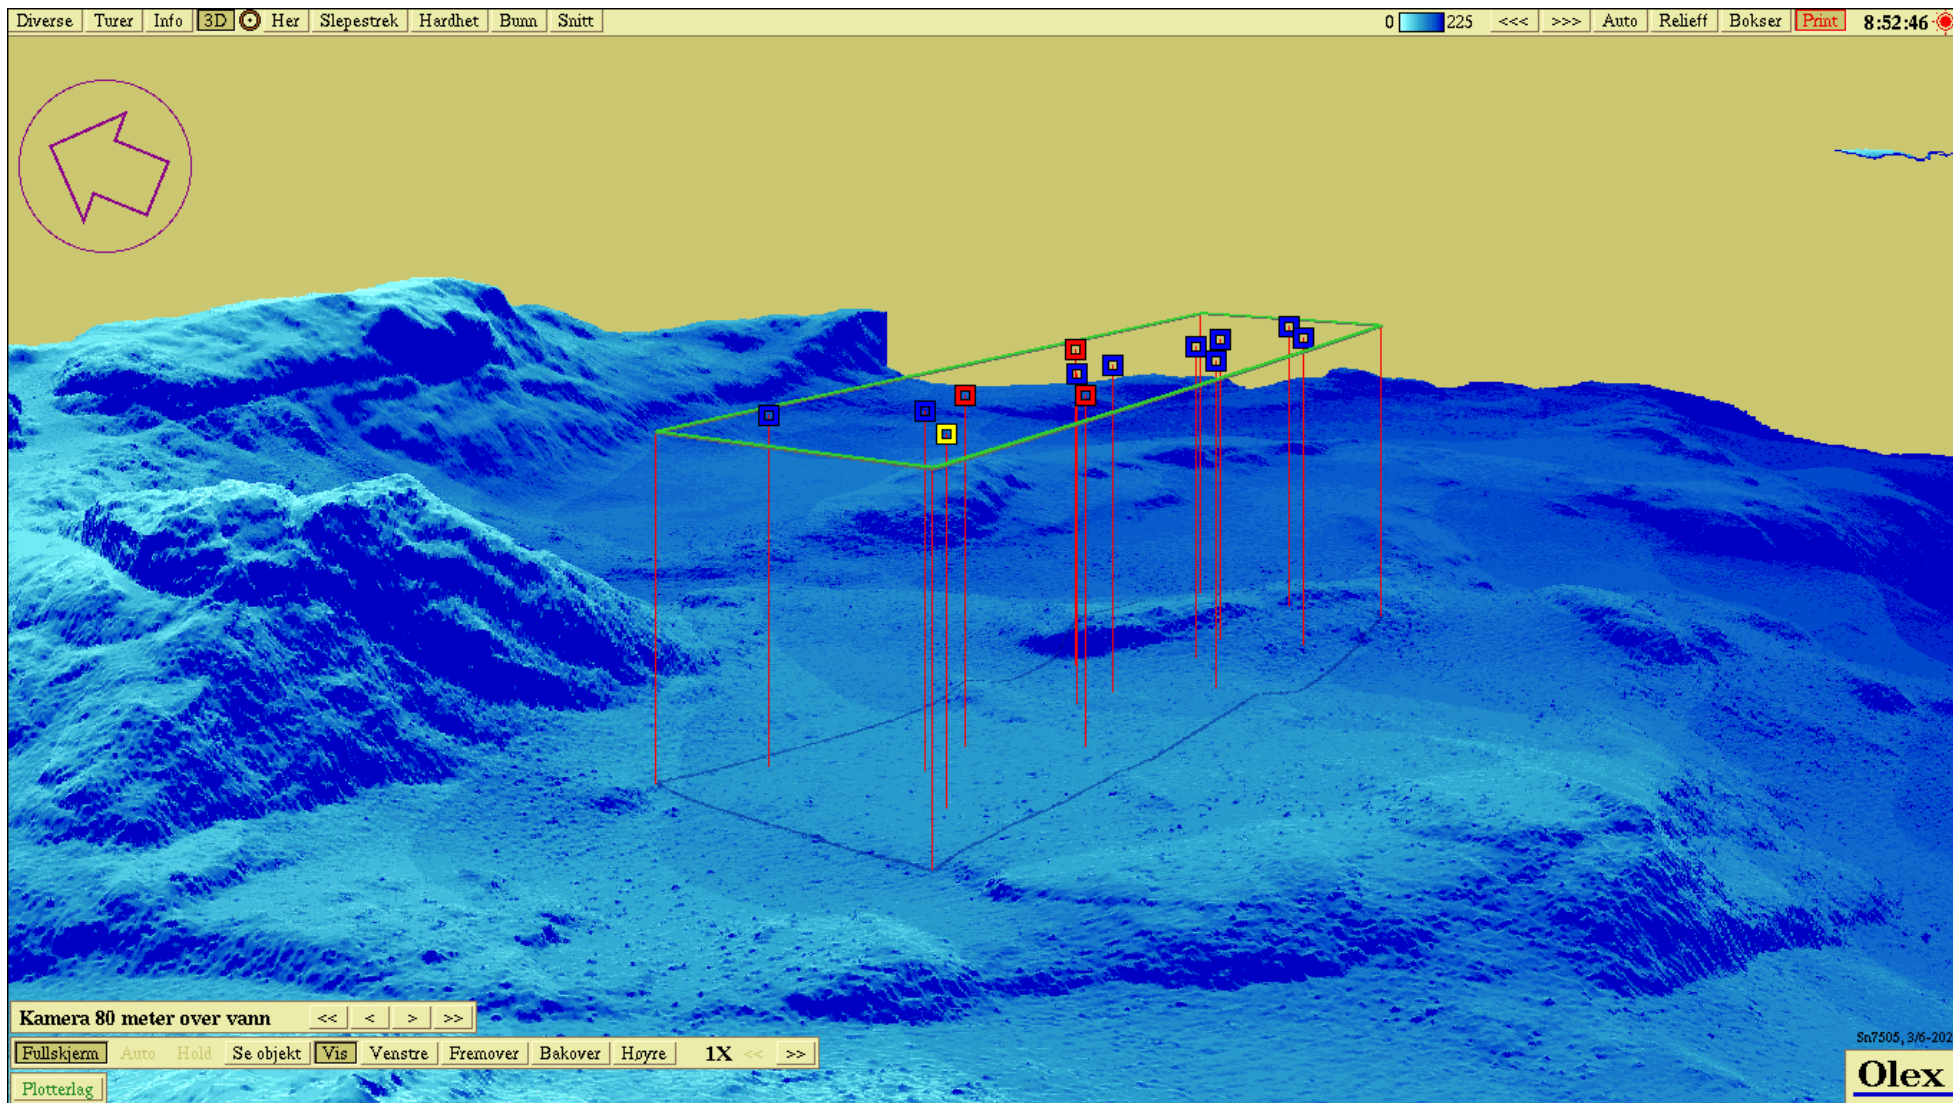 Diverse Turer Info 3D Her Slepestrek Hardhet Bunn Snitt 0 225 <<< >>> Auto Relieff Bokser Print 8:52:46
Kamera 80 meter over vann << < > >>
Fullskjerm Auto Hold Se objekt Vis Venstre Fremover Bakover Høyre 1X << >>
Plotterlag
Sn7505, 3/6-202
Olex